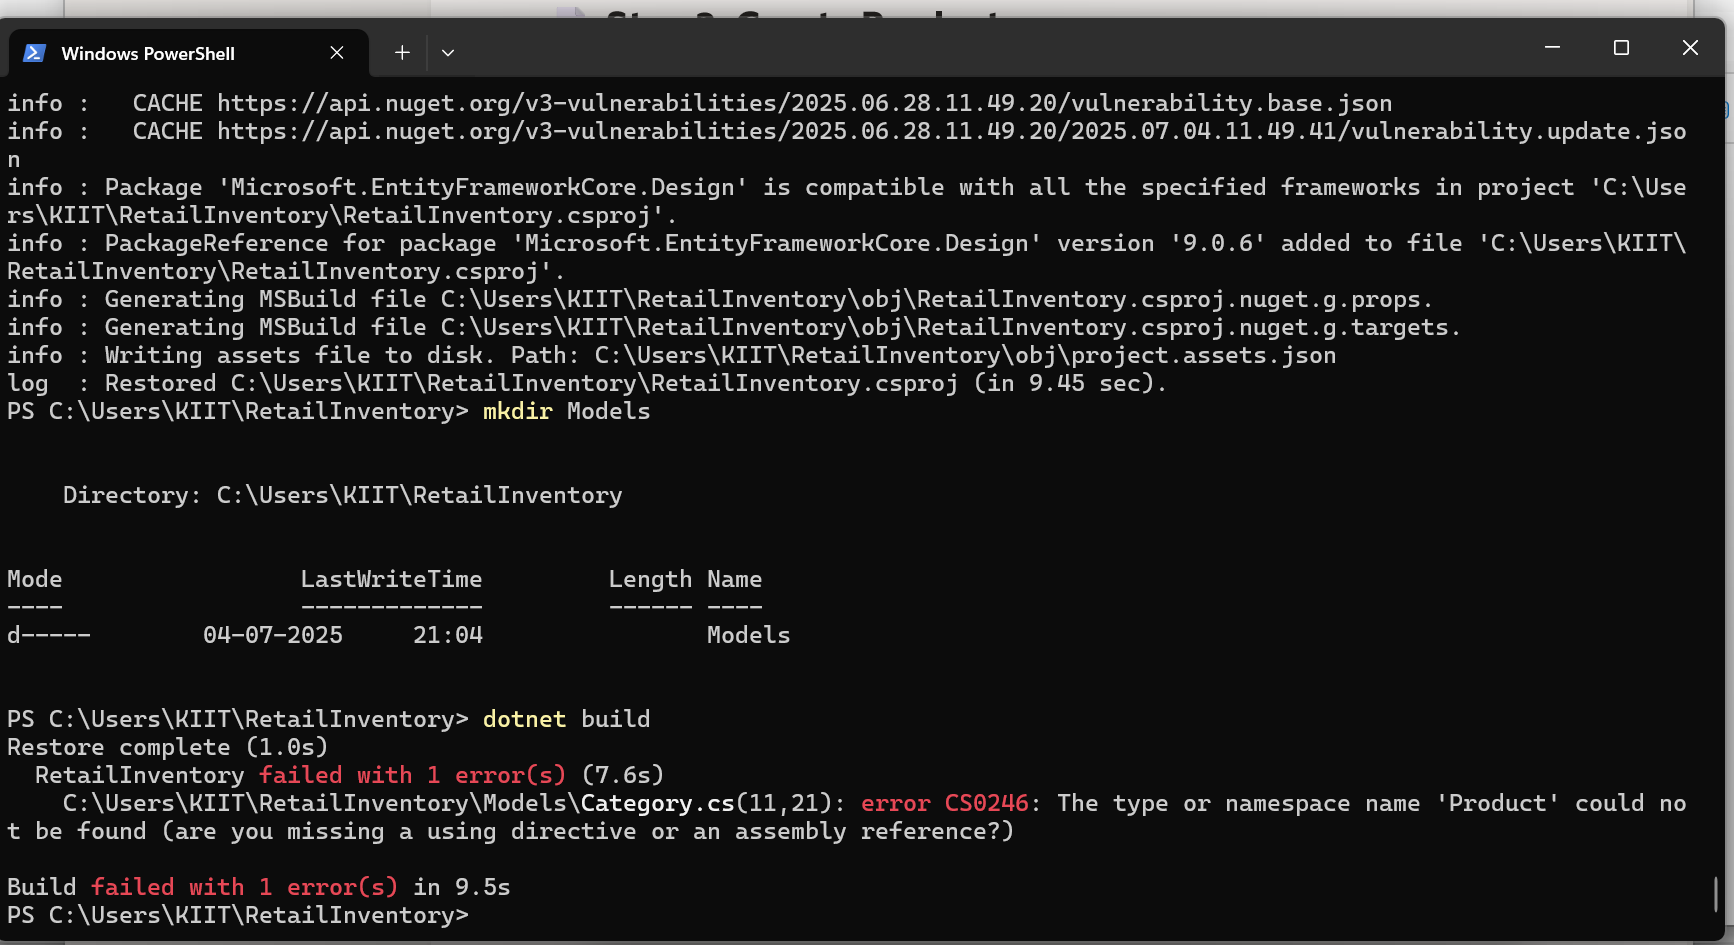 Windows PowerShell
info :   CACHE https://api.nuget.org/v3-vulnerabilities/2025.06.28.11.49.20/vulnerability.base.json
info :   CACHE https://api.nuget.org/v3-vulnerabilities/2025.06.28.11.49.20/2025.07.04.11.49.41/vulnerability.update.jso
n
info : Package 'Microsoft.EntityFrameworkCore.Design' is compatible with all the specified frameworks in project 'C:\Use
rs\KIIT\RetailInventory\RetailInventory.csproj'.
info : PackageReference for package 'Microsoft.EntityFrameworkCore.Design' version '9.0.6' added to file 'C:\Users\KIIT\
RetailInventory\RetailInventory.csproj'.
info : Generating MSBuild file C:\Users\KIIT\RetailInventory\obj\RetailInventory.csproj.nuget.g.props.
info : Generating MSBuild file C:\Users\KIIT\RetailInventory\obj\RetailInventory.csproj.nuget.g.targets.
info : Writing assets file to disk. Path: C:\Users\KIIT\RetailInventory\obj\project.assets.json
log  : Restored C:\Users\KIIT\RetailInventory\RetailInventory.csproj (in 9.45 sec).
PS C:\Users\KIIT\RetailInventory> mkdir Models
    Directory: C:\Users\KIIT\RetailInventory
Mode                 LastWriteTime         Length Name
----                 -------------         ------ ----
d-----        04-07-2025     21:04                Models
PS C:\Users\KIIT\RetailInventory> dotnet build
Restore complete (1.0s)
  RetailInventory failed with 1 error(s) (7.6s)
    C:\Users\KIIT\RetailInventory\Models\Category.cs(11,21): error CS0246: The type or namespace name 'Product' could no
t be found (are you missing a using directive or an assembly reference?)
Build failed with 1 error(s) in 9.5s
PS C:\Users\KIIT\RetailInventory>